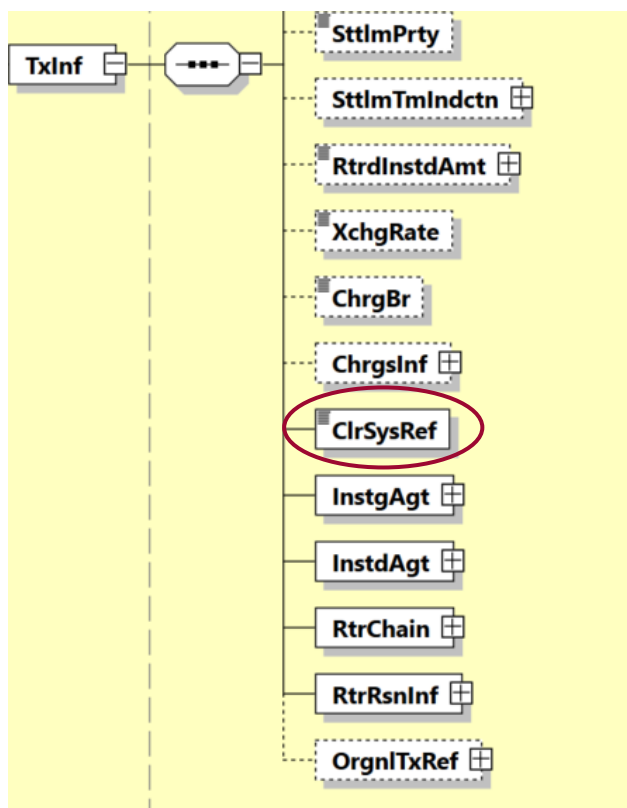 SttlmPrty
TxInf
SttlmTmIndctn
RtrdInstdAmt
XchgRate
ChrgBr
ChrgsInf
ClrSysRef
InstgAgt
InstdAgt
RtrChain
RtrRsnInf
OrgnlTxRef